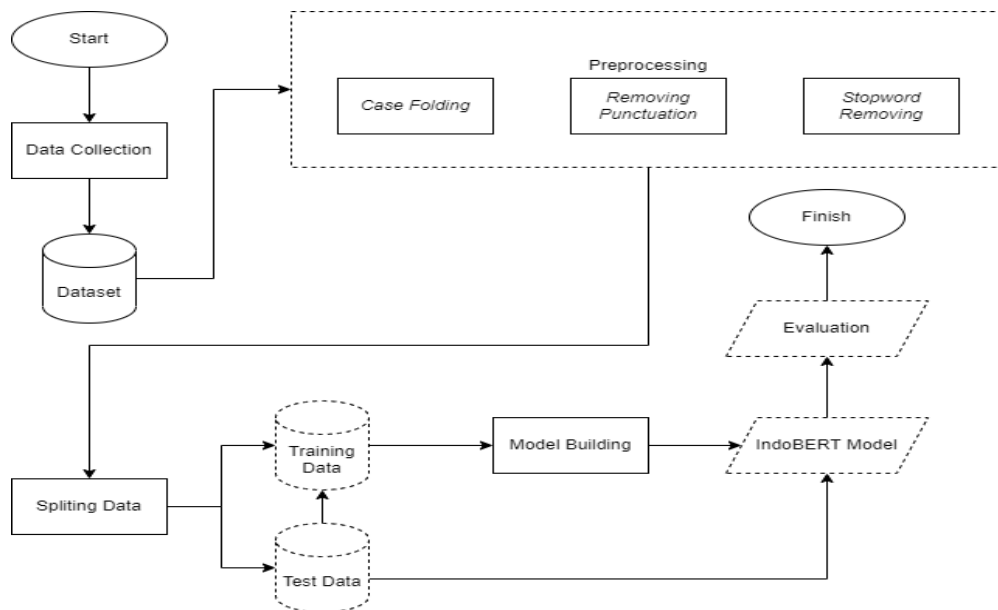 Start
Preprocessing
Case Folding
Removing
Punctuation
Stopword
Removing
Data Collection
Dataset
Finish
Evaluation
Training
Data
Model Building
IndoBERT Model
Spliting Data
Test Data